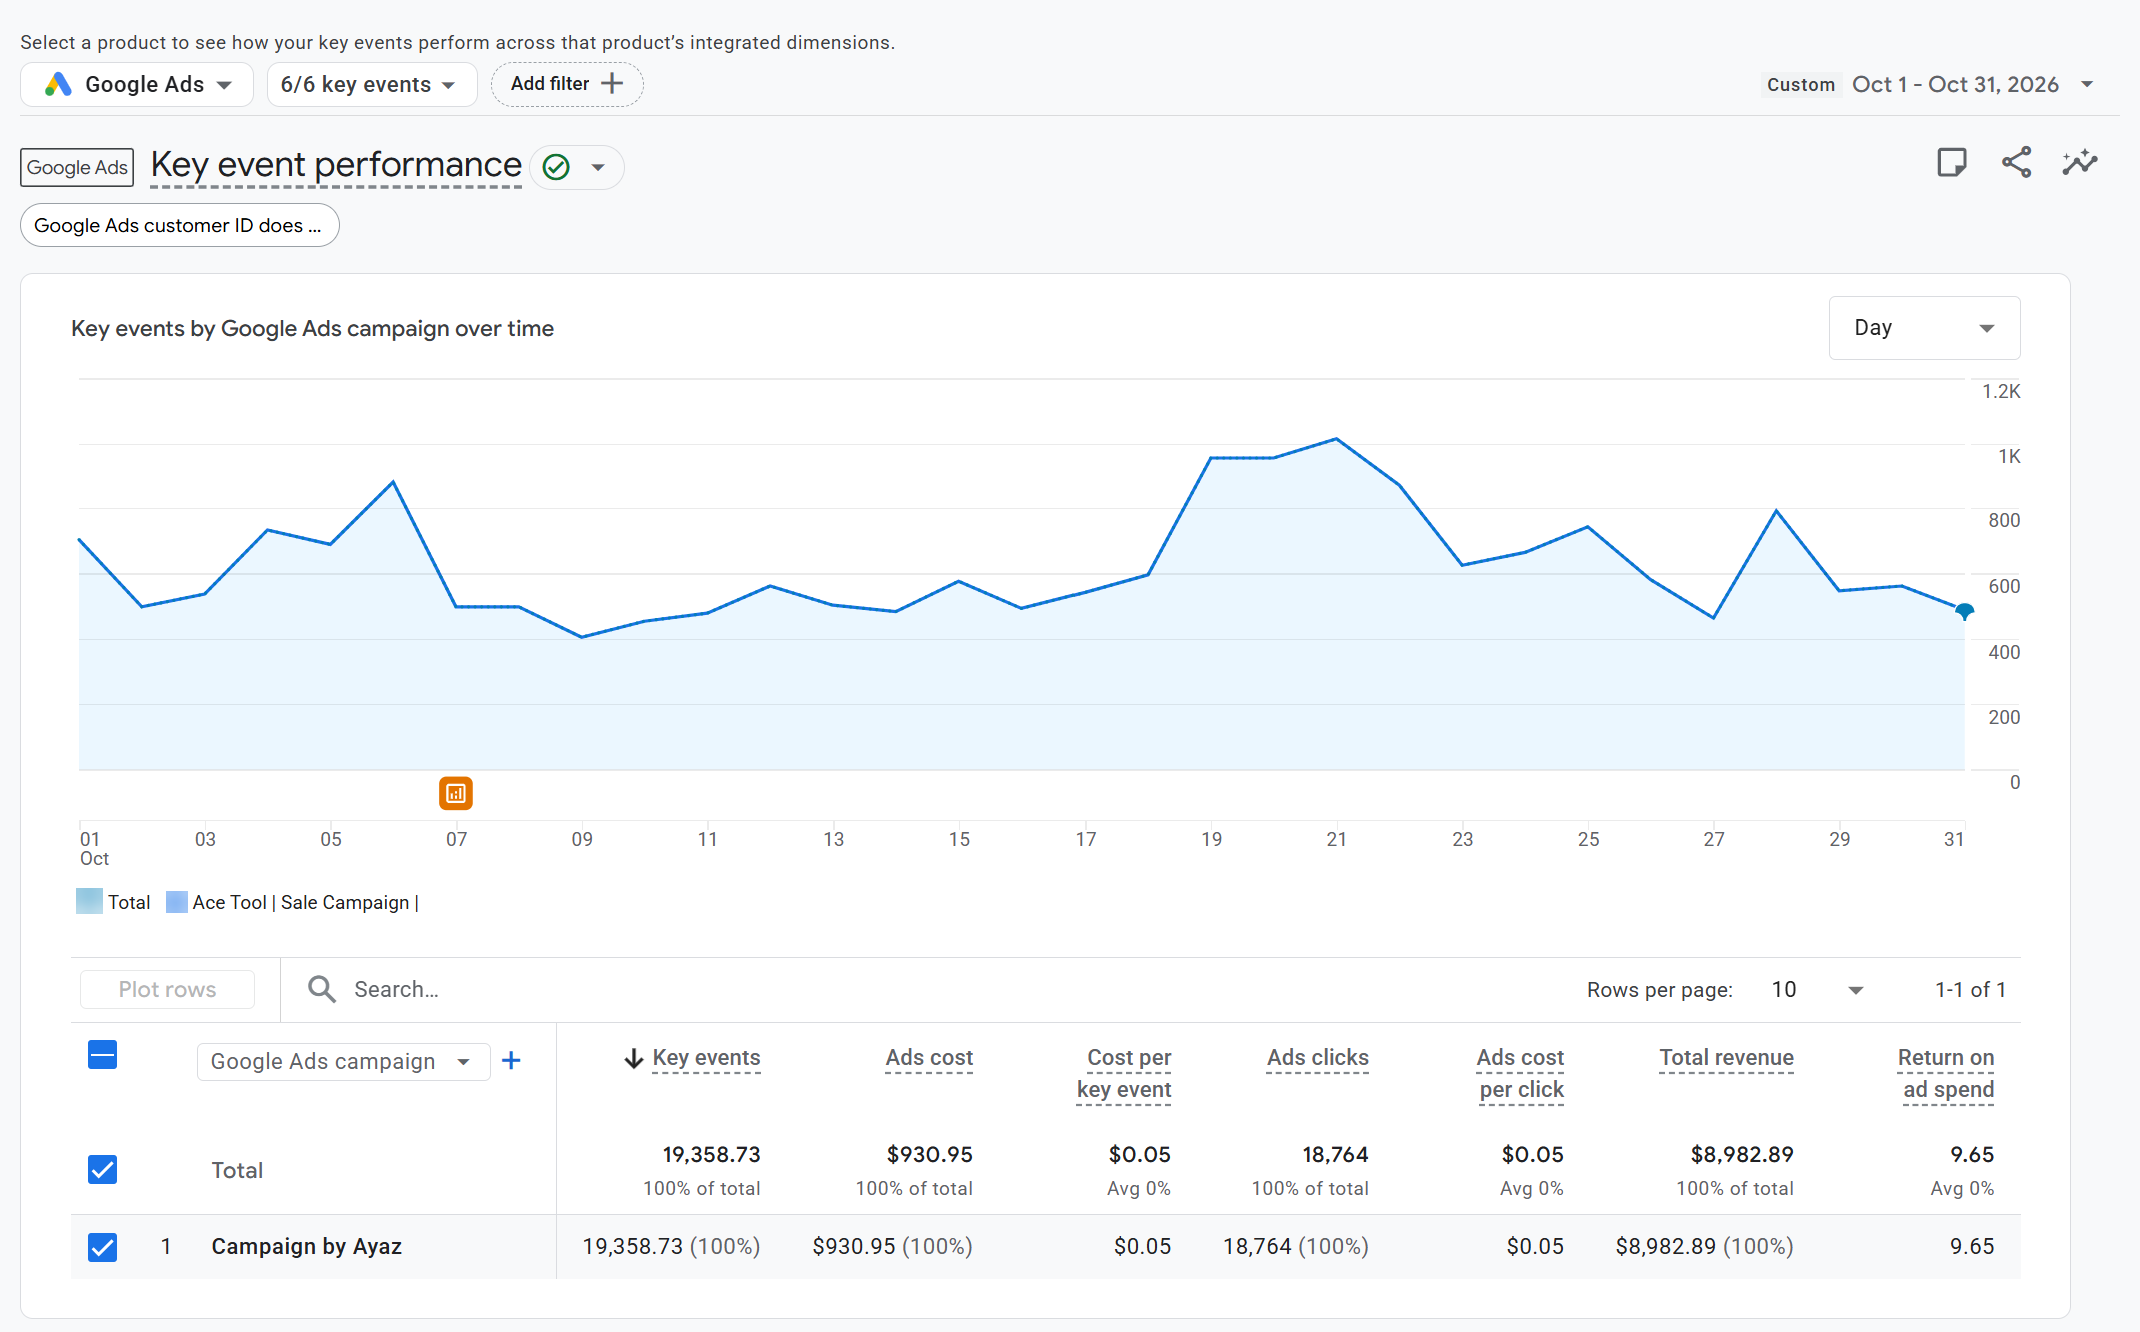 Select a product to see how your key events perform across that product's integrated dimensions.
Google Ads
6/6 key events
Add filter
Custom Oct 1 - Oct 31, 2026
Google Ads
Key event performance
Google Ads customer ID does ...
Key events by Google Ads campaign over time
Day
1.2K
1K
800
600
400
200
0
01 03 05 07 09 11 13 15 17 19 21 23 25 27 29 31
Oct
Total Ace Tool | Sale Campaign |
Plot rows
Search...
Rows per page: 10 1-1 of 1
Google Ads campaign
Key events
Ads cost
Cost per
key event
Ads clicks
Ads cost
per click
Total revenue
Return on
ad spend
Total
19,358.73 $930.95 $0.05 18,764 $0.05 $8,982.89 9.65
100% of total 100% of total Avg 0% 100% of total Avg 0% 100% of total Avg 0%
1 Campaign by Ayaz 19,358.73 (100%) $930.95 (100%) $0.05 18,764 (100%) $0.05 $8,982.89 (100%) 9.65